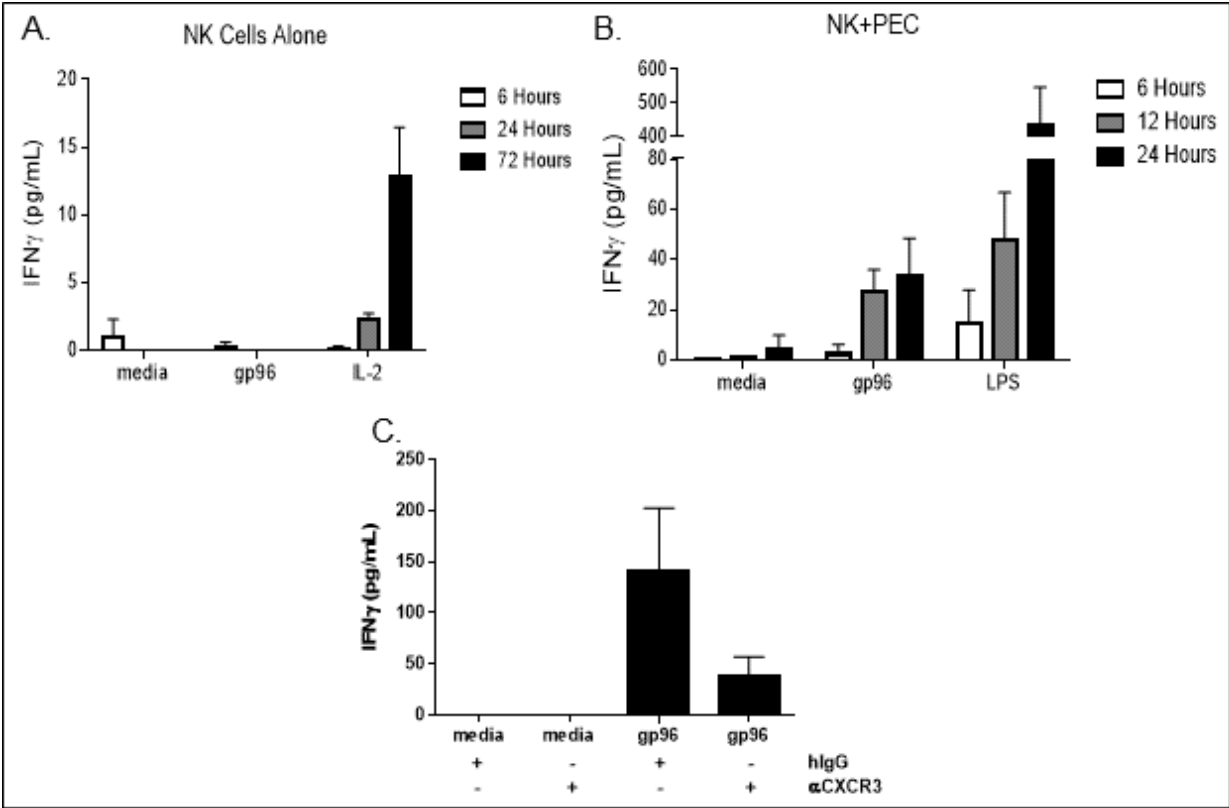 A.
NK Cells Alone
IFNγ (pg/mL)
20
15
10
5
0
6 Hours
24 Hours
72 Hours
media gp96 IL-2
B.
NK+PEC
IFNγ (pg/mL)
600
500
400
80
60
40
20
0
6 Hours
12 Hours
24 Hours
media gp96 LPS
C.
IFNγ (pg/mL)
250
200
150
100
50
0
media media gp96 gp96
+ - + - hIgG
- + - + αCXCR3